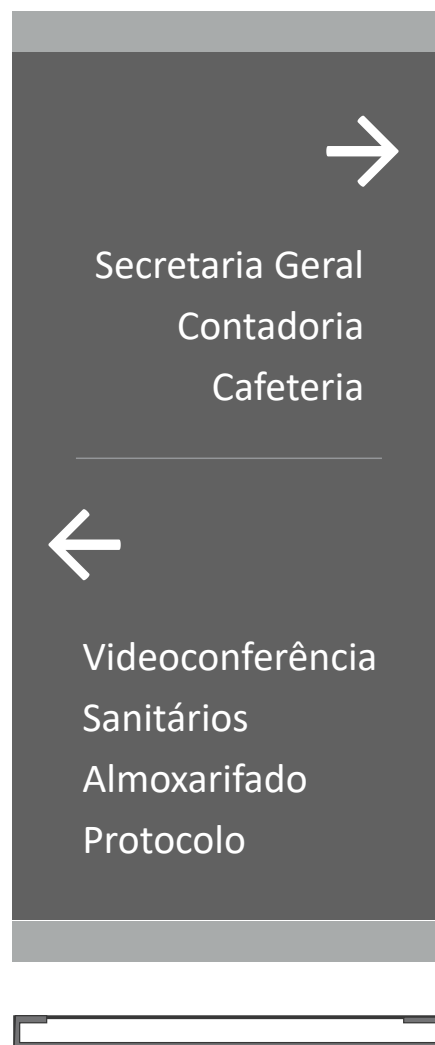 Secretaria Geral
Contadoria
Cafeteria
Videoconferência
Sanitários
Almoxarifado
Protocolo